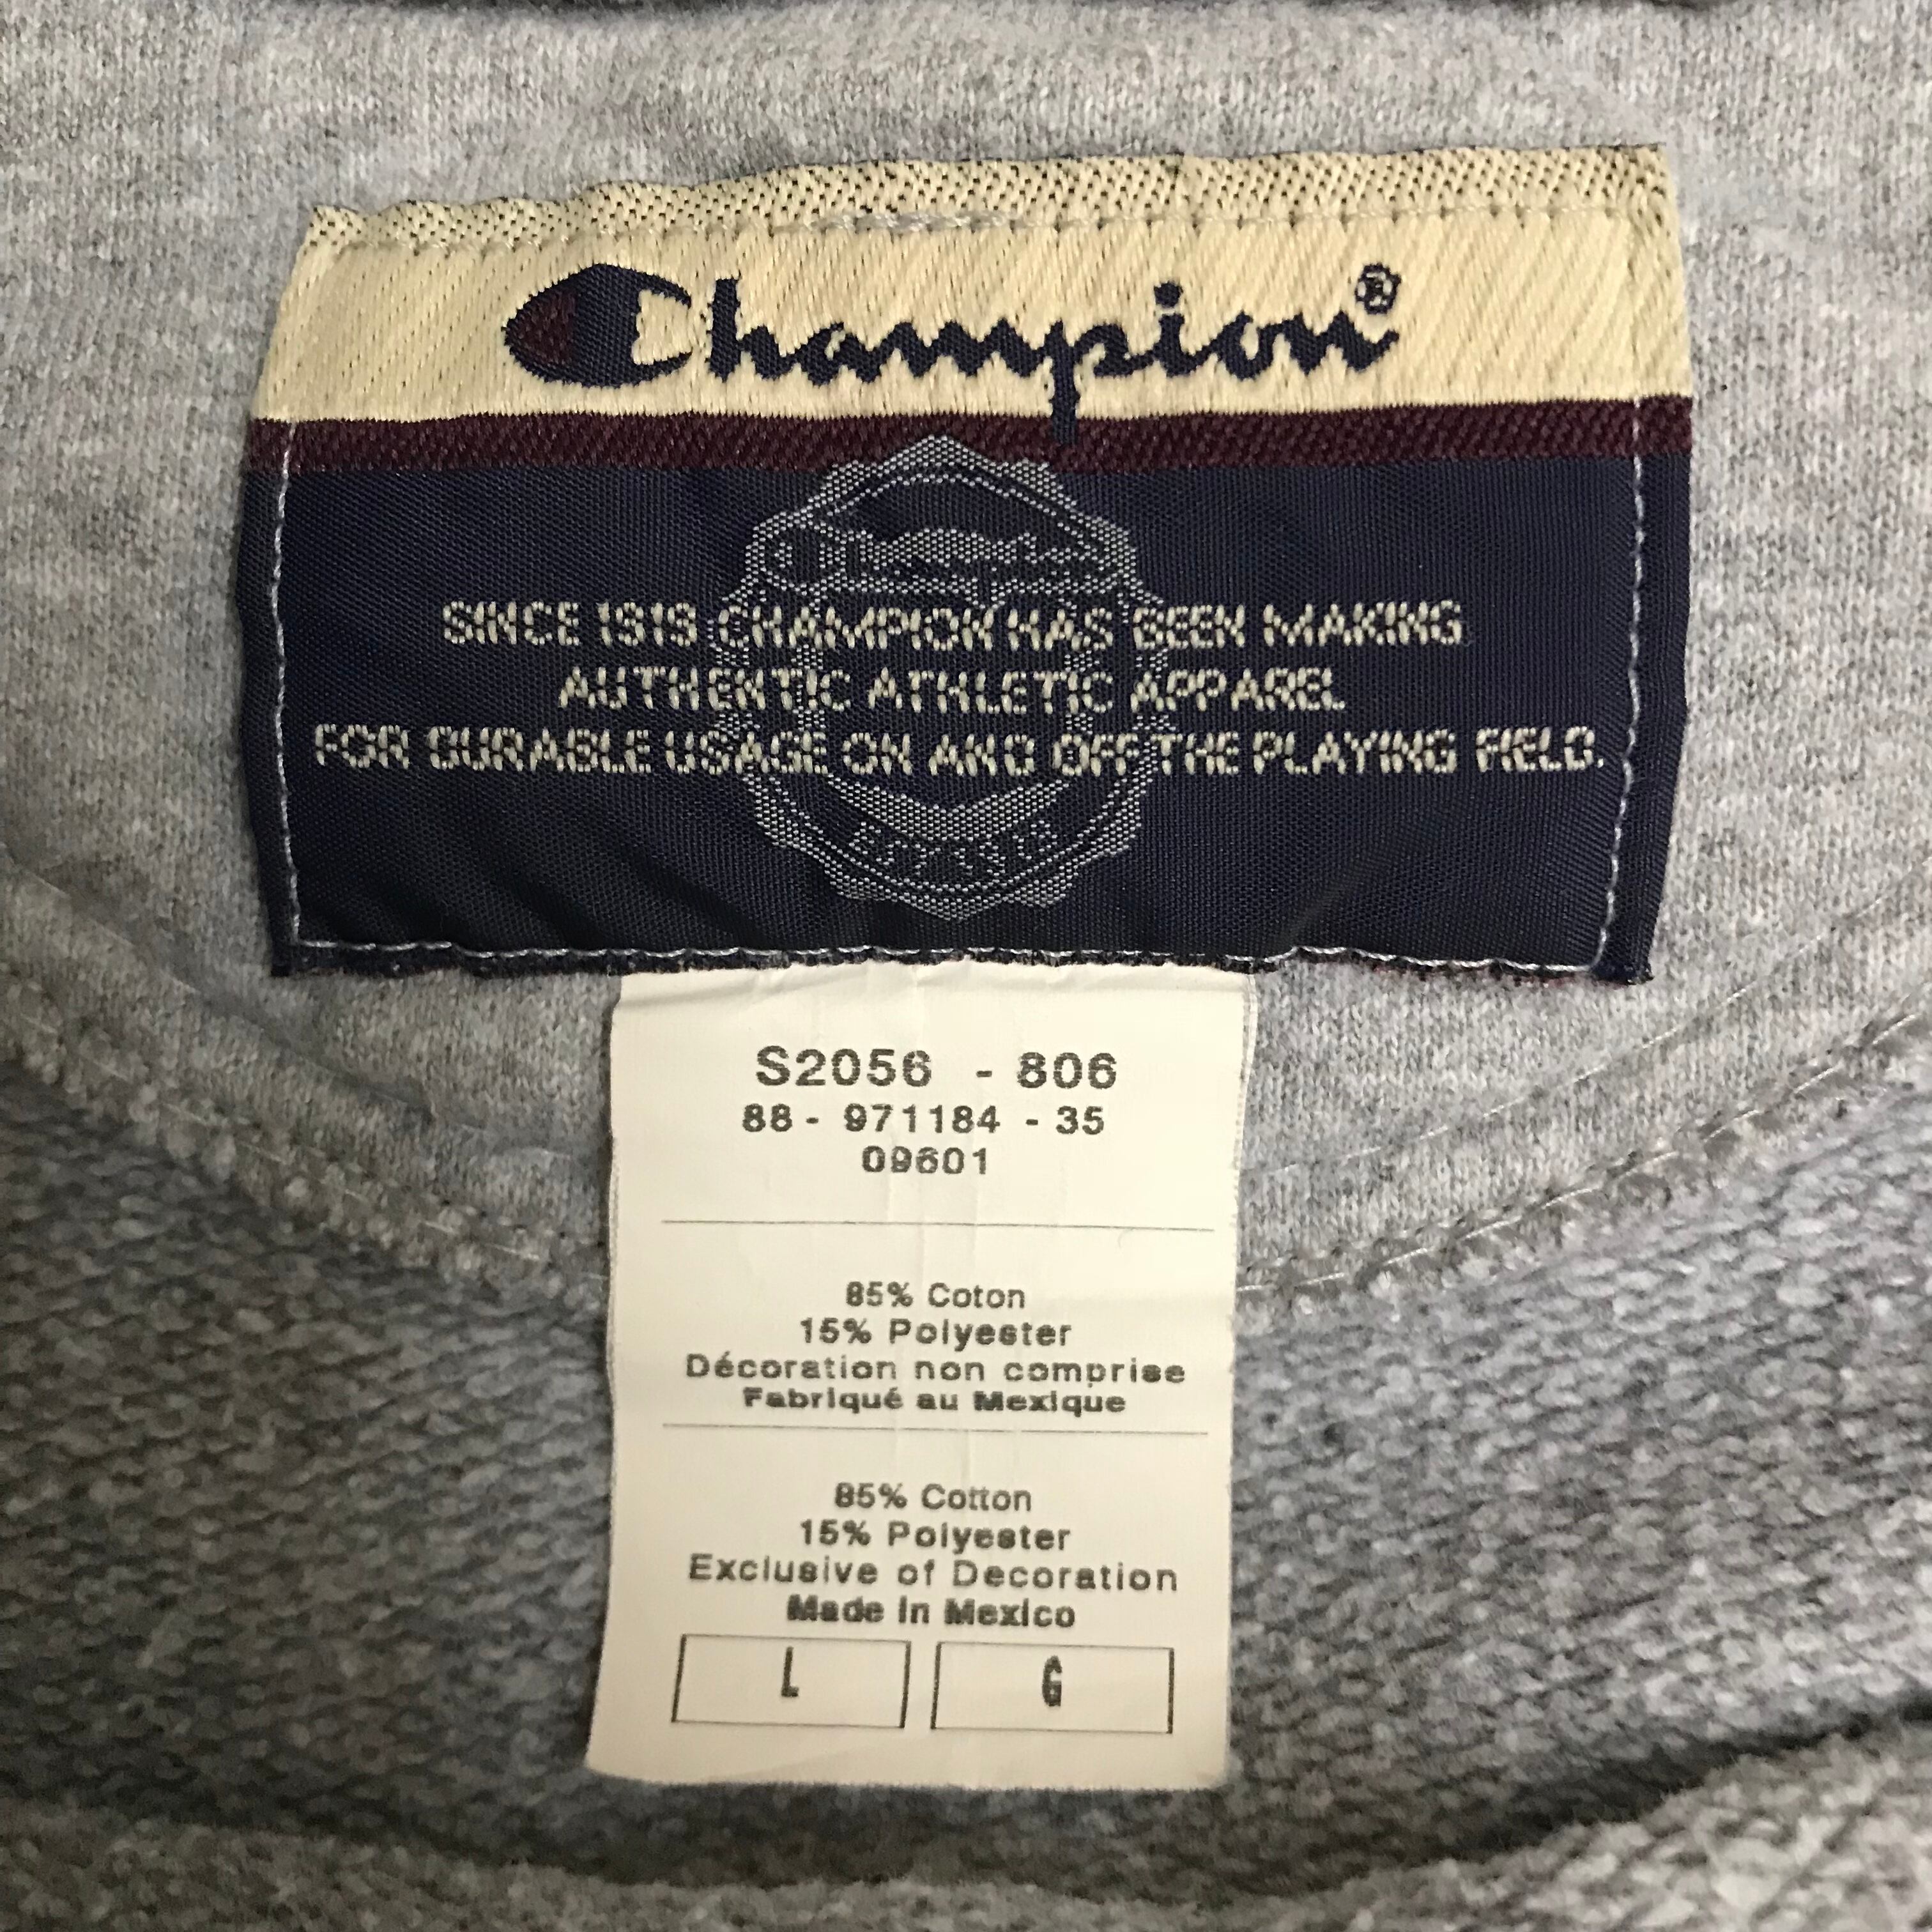 Champion®
Champion
SINCE 1919 CHAMPION HAS BEEN MAKING
AUTHENTIC ATHLETIC APPAREL
FOR DURABLE USAGE ON AND OFF THE PLAYING FIELD.
S2056 - 806
88 - 971184 - 35
09601
85% Coton
15% Polyester
Décoration non comprise
Fabriqué au Mexique
85% Cotton
15% Polyester
Exclusive of Decoration
Made In Mexico
L G